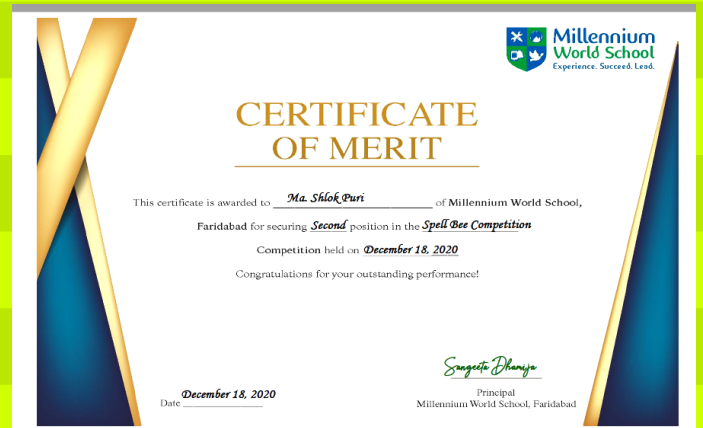 Millennium
World School
Experience. Succeed. Lead.
CERTIFICATE
OF MERIT
This certificate is awarded to Ma. Shlok Puri of Millennium World School,
Faridabad for securing Second position in the Spell Bee Competition
Competition held on December 18, 2020
Congratulations for your outstanding performance!
Sangeeta Dhamija
December 18, 2020
Date
Principal
Millennium World School, Faridabad